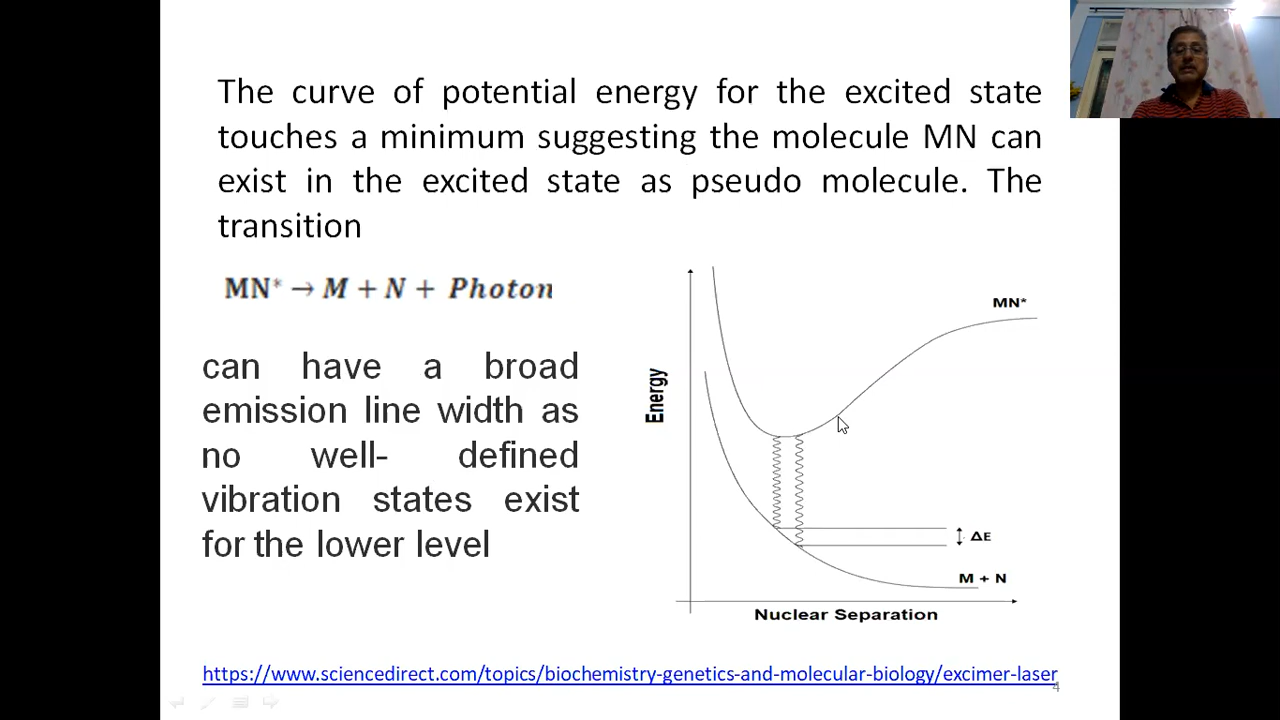 The curve of potential energy for the excited state
touches a minimum suggesting the molecule MN can
exist in the excited state as pseudo molecule. The
transition
MN* → M + N + Photon
can have a broad
emission line width as
no well- defined
vibration states exist
for the lower level
MN*
Energy
ΔE
M + N
Nuclear Separation
https://www.sciencedirect.com/topics/biochemistry-genetics-and-molecular-biology/excimer-laser
4